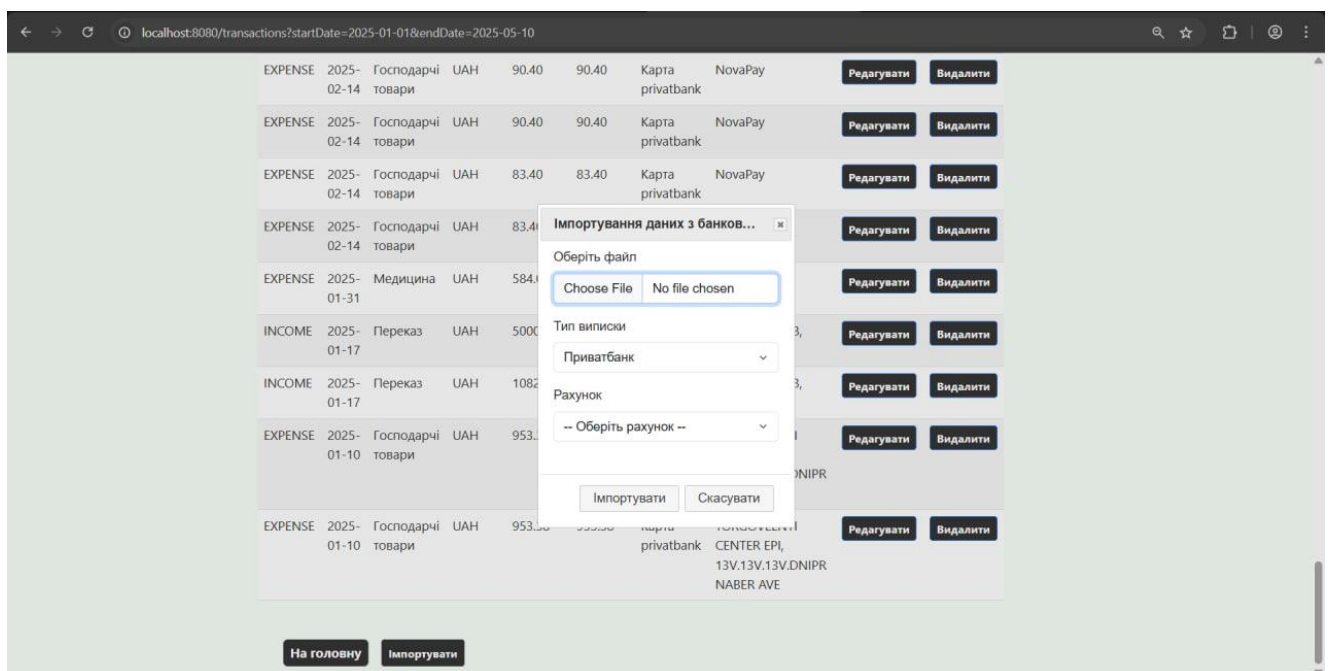 localhost:8080/transactions?startDate=2025-01-01&endDate=2025-05-10
EXPENSE 2025- Господарчі UAH 90.40 90.40 Карта NovaPay Редагувати Видалити
02-14 товари privatbank
EXPENSE 2025- Господарчі UAH 90.40 90.40 Карта NovaPay Редагувати Видалити
02-14 товари privatbank
EXPENSE 2025- Господарчі UAH 83.40 83.40 Карта NovaPay Редагувати Видалити
02-14 товари privatbank
EXPENSE 2025- Господарчі UAH Редагувати Видалити
02-14 товари
EXPENSE 2025- Медицина UAH Редагувати Видалити
01-31
INCOME 2025- Переказ UAH Редагувати Видалити
01-17
INCOME 2025- Переказ UAH Редагувати Видалити
01-17
EXPENSE 2025- Господарчі UAH Редагувати Видалити
01-10 товари
EXPENSE 2025- Господарчі UAH Редагувати Видалити
01-10 товари privatbank CENTER EPI,
13V.13V.13V.DNIPR
NABER AVE
Імпортування даних з банков...
Оберіть файл
Choose File No file chosen
Тип виписки
Приватбанк
Рахунок
-- Оберіть рахунок --
Імпортувати Скасувати
На головну Імпортувати